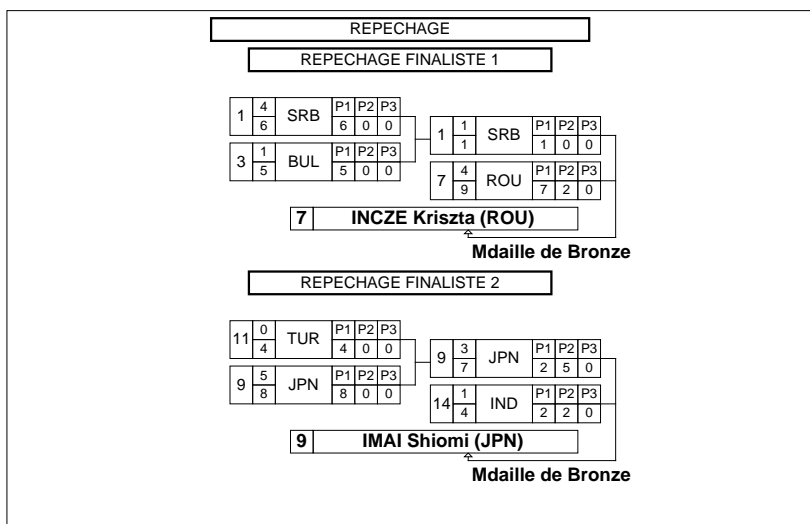 REPECHAGE
REPECHAGE FINALISTE 1
1 4 6 SRB P1 P2 P3 6 0 0
3 1 5 BUL P1 P2 P3 5 0 0
1 1 1 SRB P1 P2 P3 1 0 0
7 4 9 ROU P1 P2 P3 7 2 0
7 INCZE Kriszta (ROU)
Mdaille de Bronze
REPECHAGE FINALISTE 2
11 0 4 TUR P1 P2 P3 4 0 0
9 5 8 JPN P1 P2 P3 8 0 0
9 3 7 JPN P1 P2 P3 2 5 0
14 1 4 IND P1 P2 P3 2 2 0
9 IMAI Shiomi (JPN)
Mdaille de Bronze